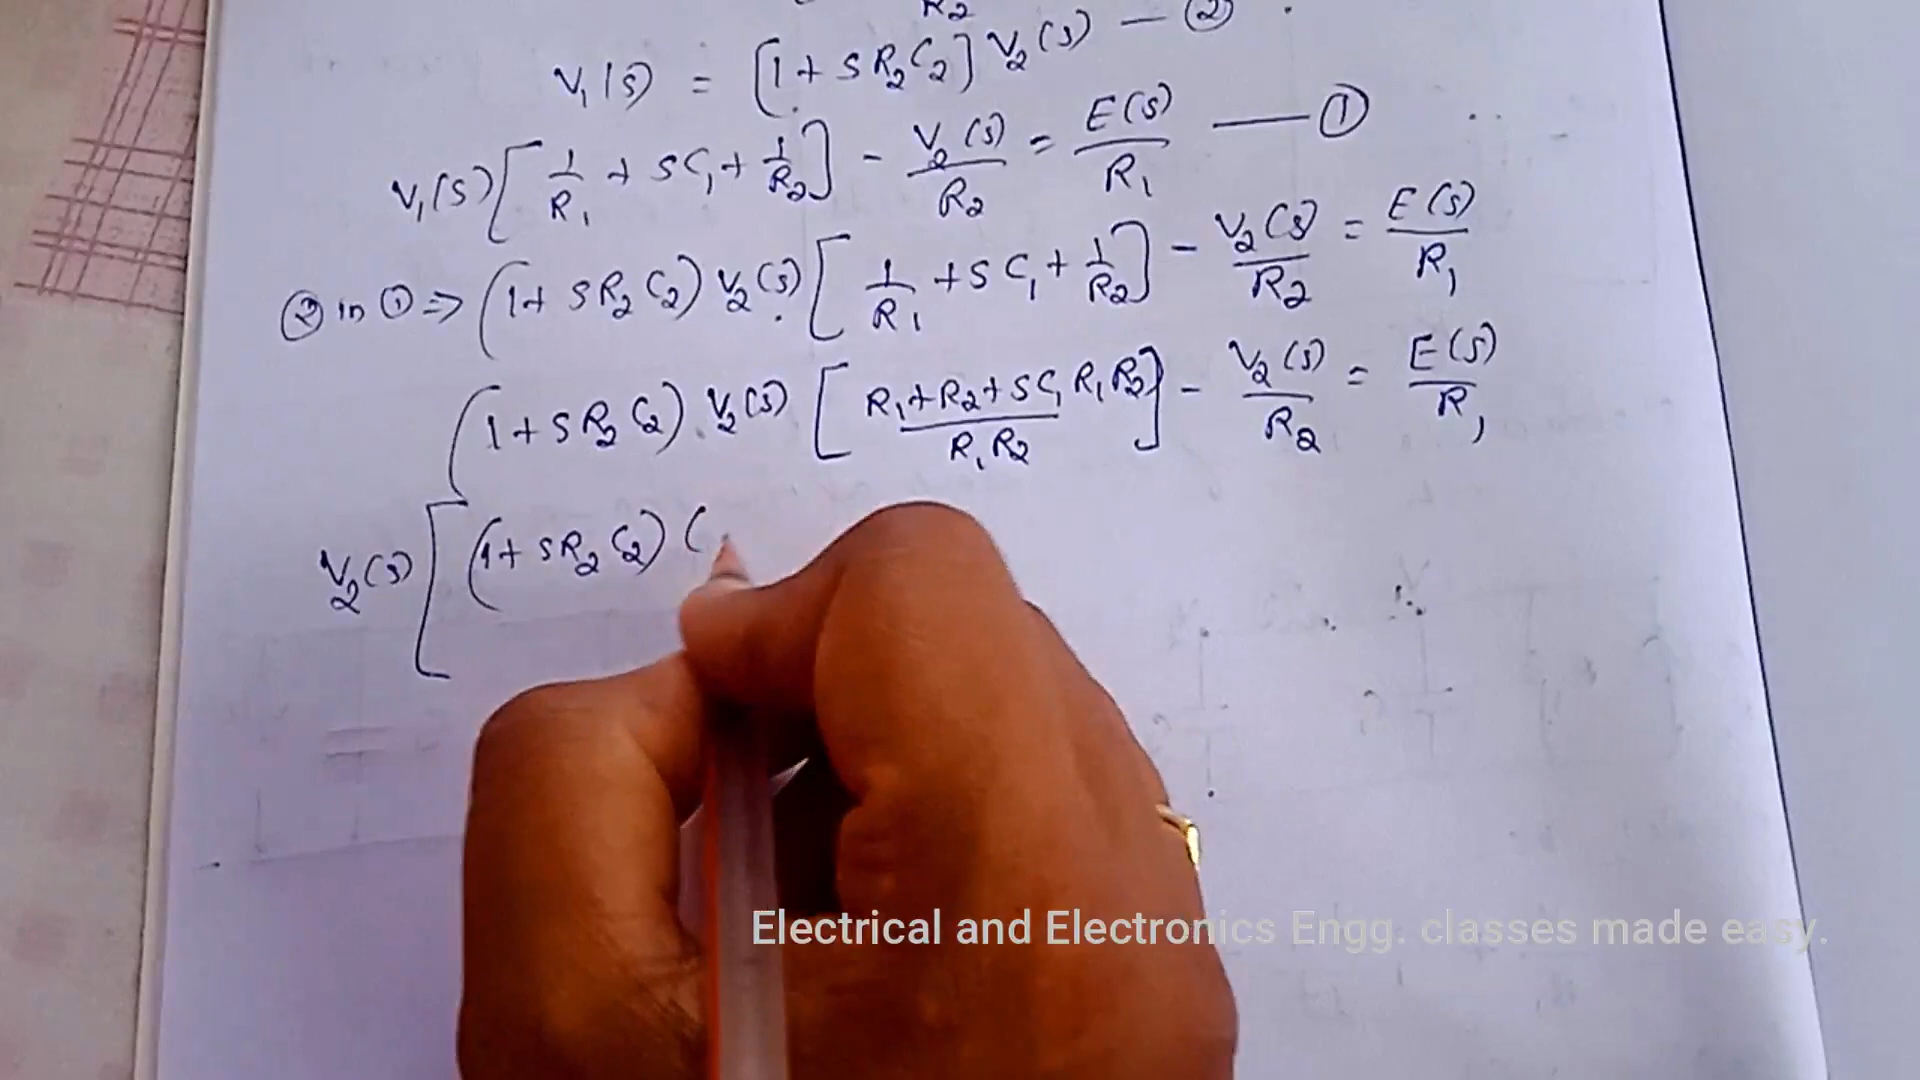 R₂
V₁(s) = [1 + SR₂C₂] V₂(s) — ②
V₁(s) [1/R₁ + SC₁ + 1/R₂] - V₂(s)/R₂ = E(s)/R₁ — ①
② in ① ⇒ (1 + SR₂C₂) V₂(s) [1/R₁ + SC₁ + 1/R₂] - V₂(s)/R₂ = E(s)/R₁
(1 + SR₂C₂) . V₂(s) [R₁ + R₂ + SC₁R₁R₂ / R₁R₂] - V₂(s)/R₂ = E(s)/R₁
V₂(s) [(1 + SR₂C₂) (
Electrical and Electronics Engg. classes made easy.